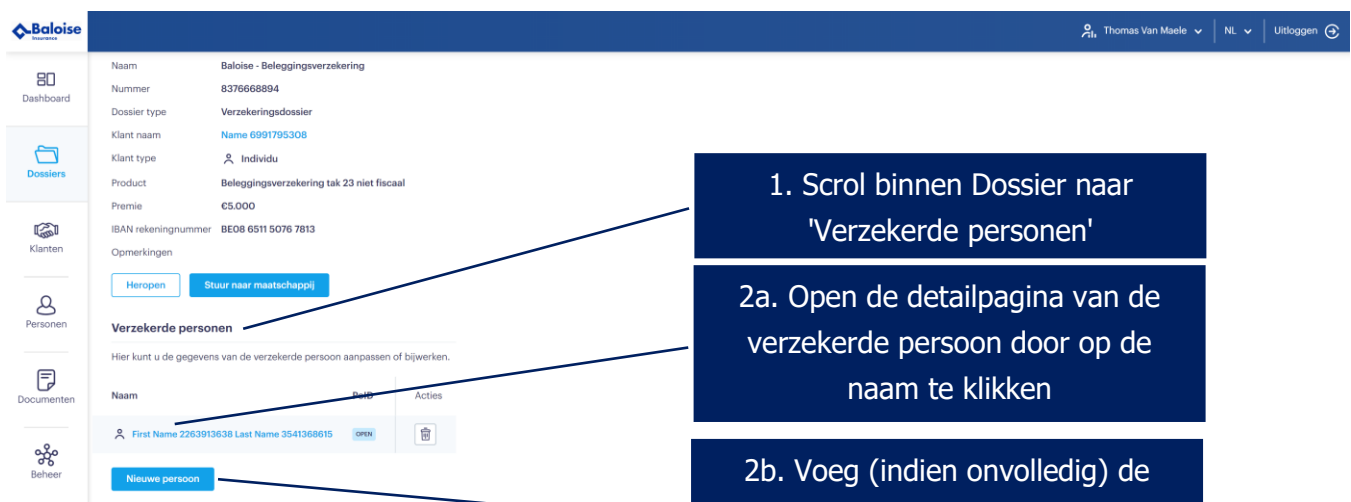 Baloise
Insurance
Thomas Van Maele
NL
Uitloggen
Dashboard
Dossiers
Klanten
Personen
Documenten
Beheer
Naam Baloise - Beleggingsverzekering
Nummer 8376668894
Dossier type Verzekeringsdossier
Klant naam Name 6991795308
Klant type Individu
Product Beleggingsverzekering tak 23 niet fiscaal
Premie €5.000
IBAN rekeningnummer BE08 6511 5076 7813
Opmerkingen
Heropen Stuur naar maatschappij
Verzekerde personen
Hier kunt u de gegevens van de verzekerde persoon aanpassen of bijwerken.
Naam PoID Acties
First Name 2263913638 Last Name 3541368615 OPEN
Nieuwe persoon
1. Scrol binnen Dossier naar
'Verzekerde personen'
2a. Open de detailpagina van de
verzekerde persoon door op de
naam te klikken
2b. Voeg (indien onvolledig) de